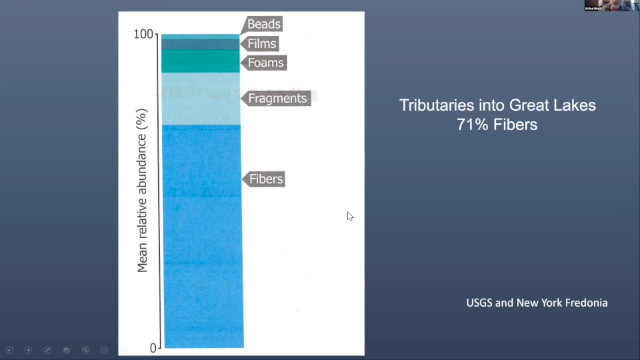 100
Beads
Films
Foams
Fragments
Fibers
Mean relative abundance (%)
0
Tributaries into Great Lakes
71% Fibers
USGS and New York Fredonia